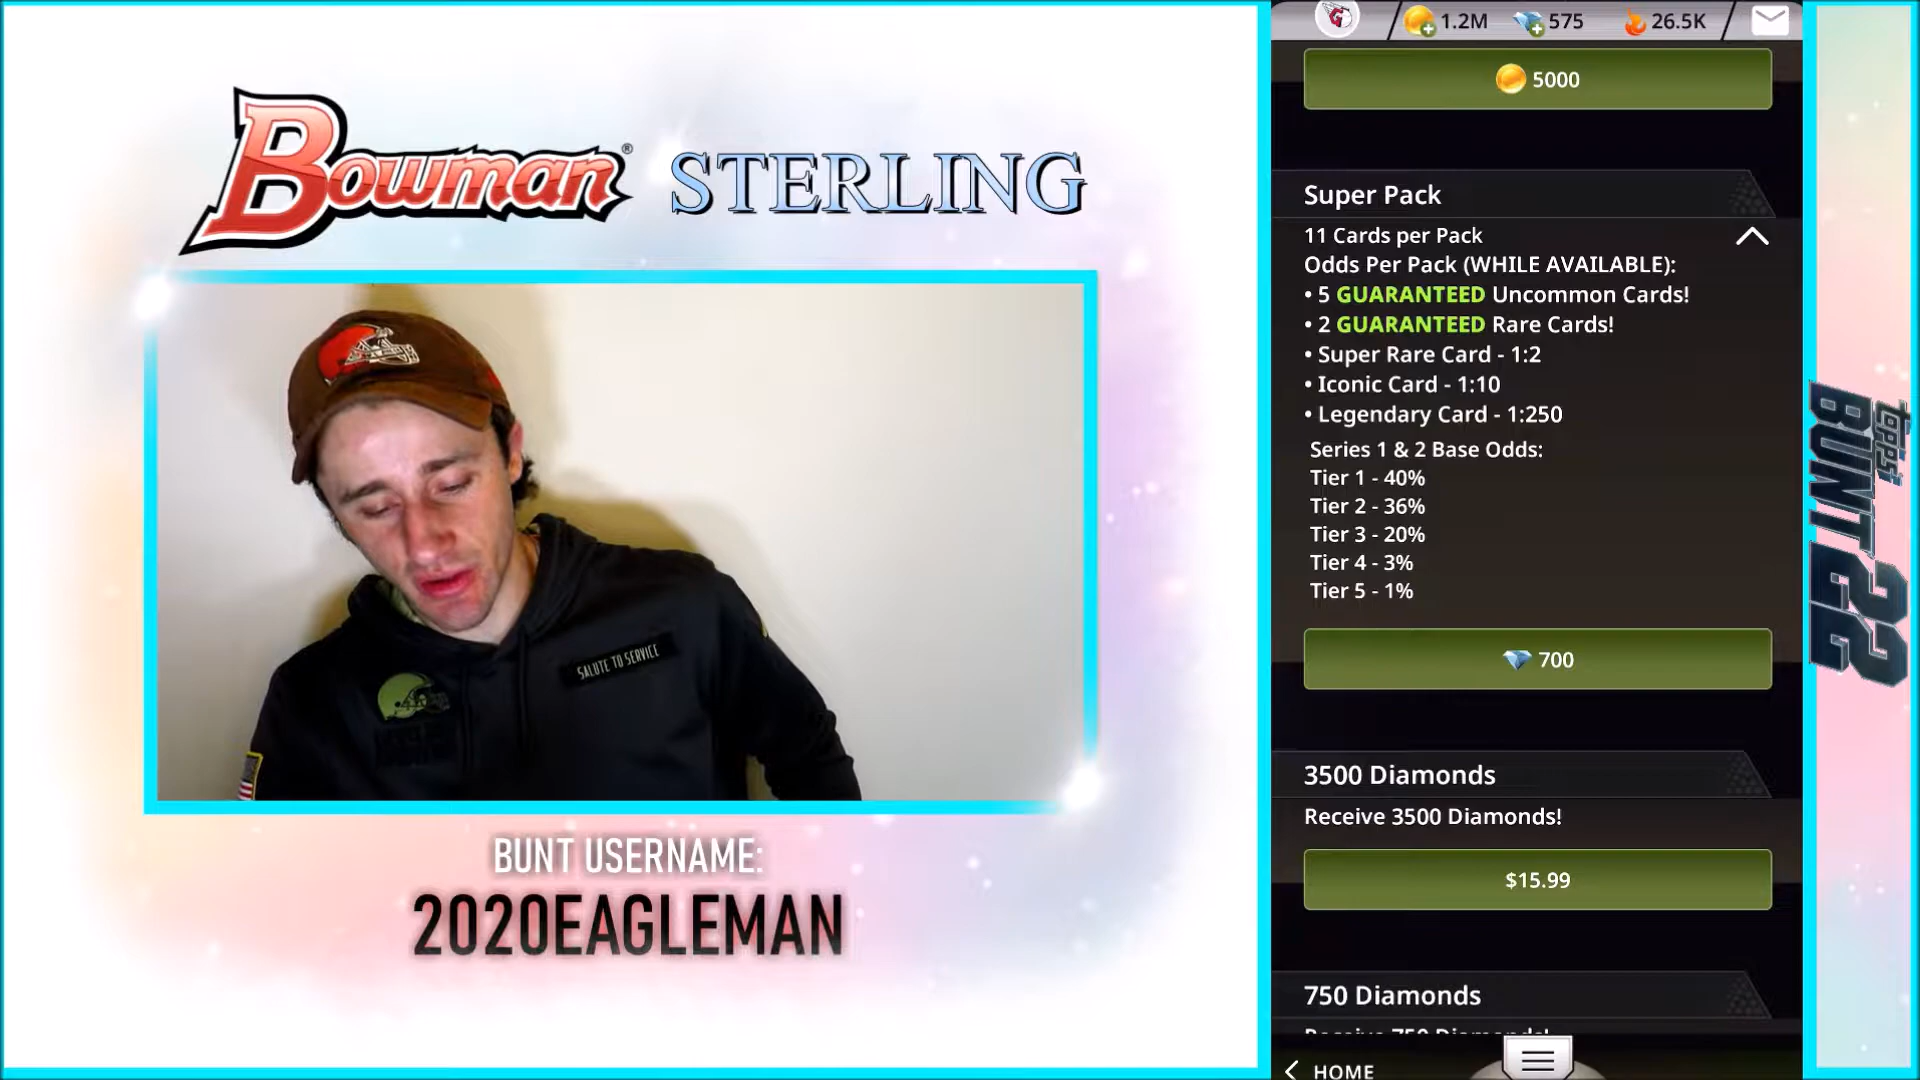 Bowman® STERLING
SALUTE TO SERVICE
BUNT USERNAME:
2020EAGLEMAN
1.2M
575
26.5K
5000
Super Pack
11 Cards per Pack
Odds Per Pack (WHILE AVAILABLE):
• 5 GUARANTEED Uncommon Cards!
• 2 GUARANTEED Rare Cards!
• Super Rare Card - 1:2
• Iconic Card - 1:10
• Legendary Card - 1:250
Series 1 & 2 Base Odds:
Tier 1 - 40%
Tier 2 - 36%
Tier 3 - 20%
Tier 4 - 3%
Tier 5 - 1%
700
3500 Diamonds
Receive 3500 Diamonds!
$15.99
750 Diamonds
Receive 750 Diamonds!
HOME
topps
BUNT 22